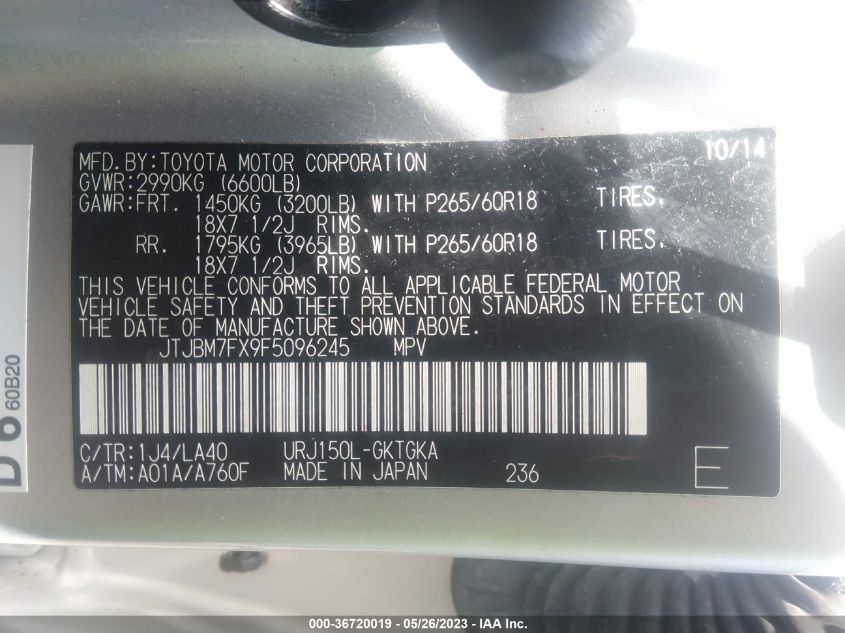 MFD.BY:TOYOTA MOTOR CORPORATION 10/14
GVWR:2990KG (6600LB)
GAWR:FRT. 1450KG (3200LB) WITH P265/60R18 TIRES,
18X7 1/2J RIMS.
RR. 1795KG (3965LB) WITH P265/60R18 TIRES,
18X7 1/2J RIMS.
THIS VEHICLE CONFORMS TO ALL APPLICABLE FEDERAL MOTOR
VEHICLE SAFETY AND THEFT PREVENTION STANDARDS IN EFFECT ON
THE DATE OF MANUFACTURE SHOWN ABOVE.
JTJBM7FX9F5096245 MPV
C/TR:1J4/LA40 URJ150L-GKTGKA
A/TM:A01A/A760F MADE IN JAPAN 236 E
D 6 60B20
000-36720019 - 05/26/2023 - IAA Inc.